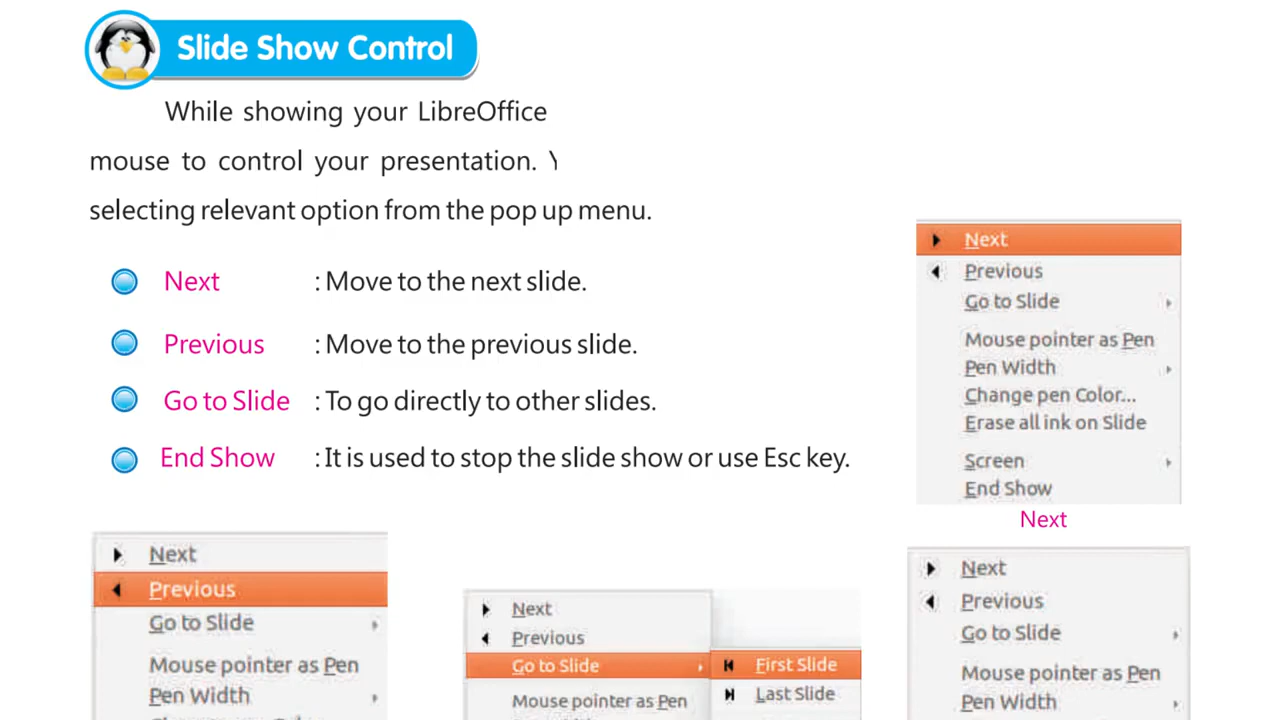 Slide Show Control
While showing your LibreOffice
mouse to control your presentation.
selecting relevant option from the pop up menu.
Next : Move to the next slide.
Previous : Move to the previous slide.
Go to Slide : To go directly to other slides.
End Show : It is used to stop the slide show or use Esc key.
Next
Previous
Go to Slide
Mouse pointer as Pen
Pen Width
Change pen Color...
Erase all ink on Slide
Screen
End Show
Next
Next
Previous
Go to Slide
Mouse pointer as Pen
Pen Width
Next
Previous
Go to Slide
First Slide
Last Slide
Mouse pointer as Pen
Next
Previous
Go to Slide
Mouse pointer as Pen
Pen Width